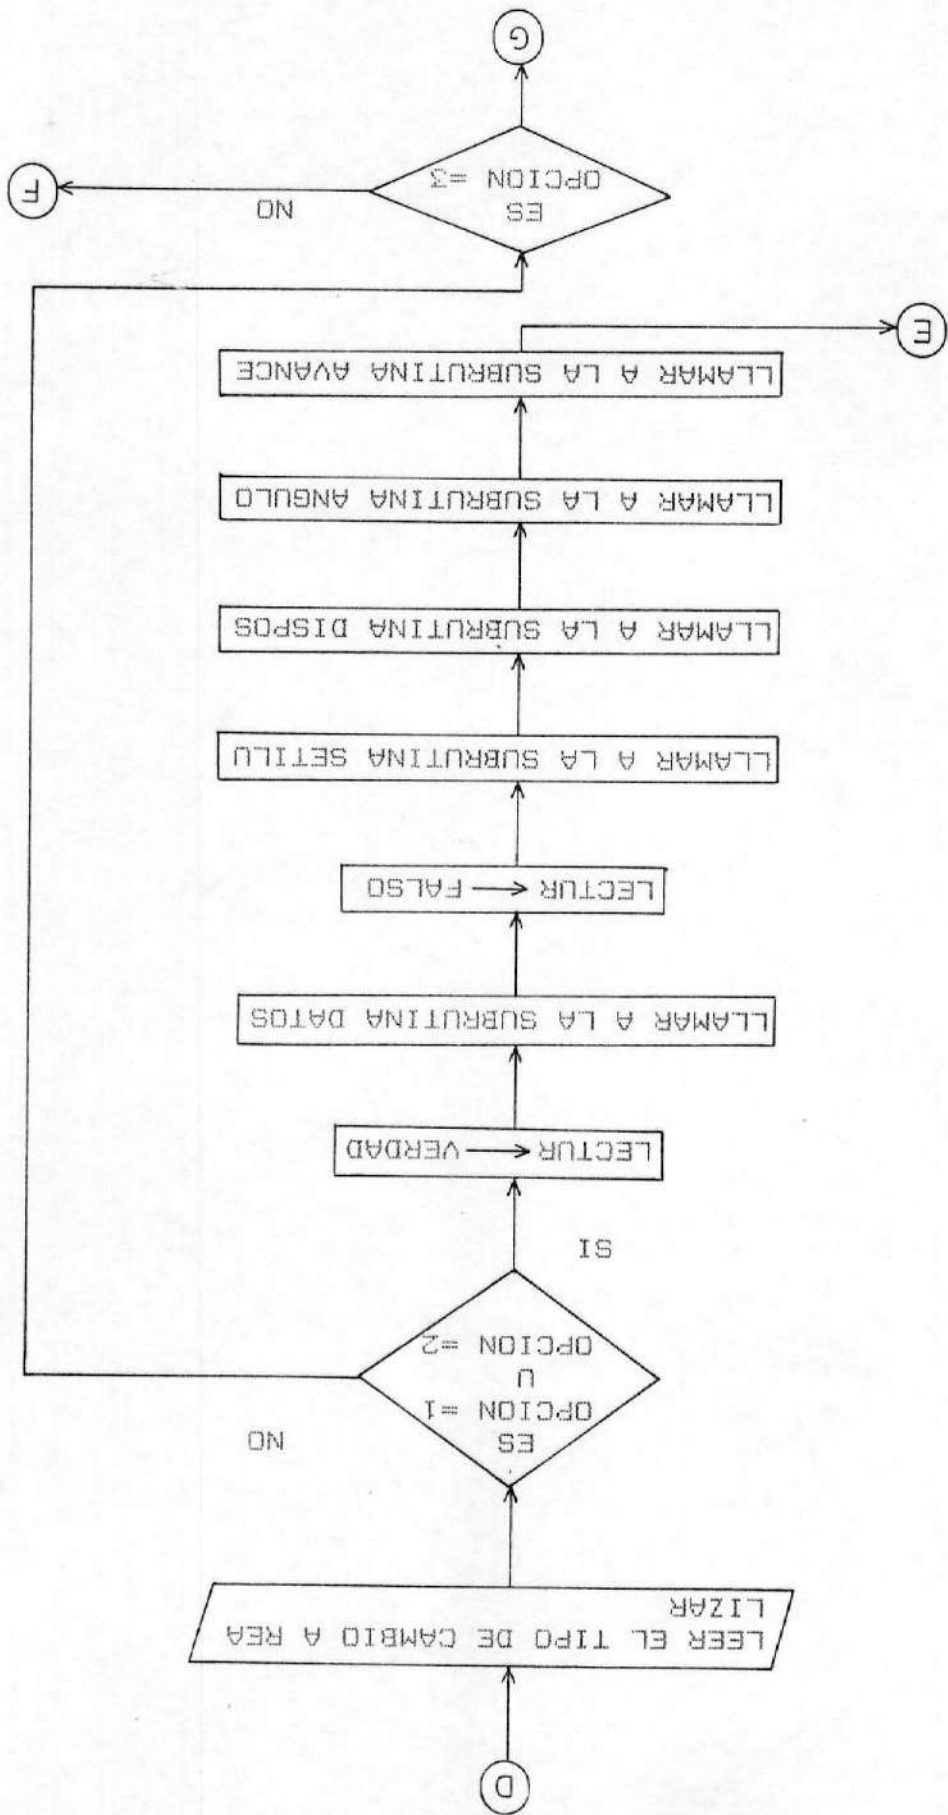 D
LEER EL TIPO DE CAMBIO A REA
LIZAR
ES
OPCION =1
U
OPCION =2
NO
SI
LECTUR → VERDAD
LLAMAR A LA SUBRUTINA DATOS
LECTUR → FALSO
LLAMAR A LA SUBRUTINA SETILU
LLAMAR A LA SUBRUTINA DISPOS
LLAMAR A LA SUBRUTINA ANGULO
LLAMAR A LA SUBRUTINA AVANCE
E
ES
OPCION =3
NO
F
G